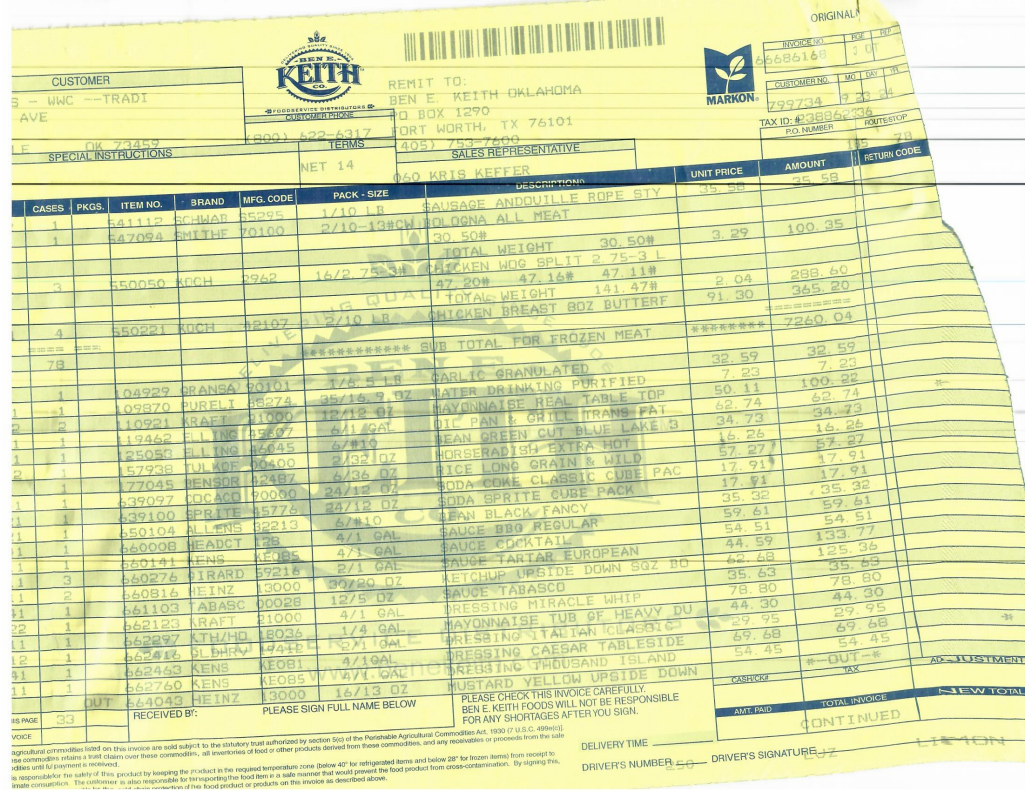 ORIGINAL
DELIVERING QUALITY SINCE 1906
BEN E.
KEITH
CO.
FOODSERVICE DISTRIBUTORS
MARKON®
INVOICE NO. PGE DEP
66686168 1 OT
CUSTOMER NO. MO DAY YR.
799734 9 23 24
TAX ID: #238862336
P.O. NUMBER ROUTE/STOP
78
REMIT TO:
BEN E. KEITH OKLAHOMA
PO BOX 1290
FORT WORTH, TX 76101
(405) 753-7600
CUSTOMER
S - WWC --TRADI
AVE
OK 73459
CUSTOMER PHONE
(800) 622-6317
SPECIAL INSTRUCTIONS
TERMS
NET 14
SALES REPRESENTATIVE
060 KRIS KEFFER
CASES PKGS. ITEM NO. BRAND MFG. CODE PACK - SIZE DESCRIPTIONS UNIT PRICE AMOUNT RETURN CODE
1 541112 SCHWAB 65295 1/10 LB SAUSAGE ANDOUILLE ROPE STY 35.58 35.58
1 547094 SMITHF 70100 2/10-13#CW BOLOGNA ALL MEAT
30.50#
TOTAL WEIGHT 30.50# 3.29 100.35
3 550050 KOCH 2962 16/2.75-3# CHICKEN WOG SPLIT 2.75-3 L
47.20# 47.16# 47.11#
TOTAL WEIGHT 141.47# 2.04 288.60
4 550221 KOCH 42107 2/10 LB CHICKEN BREAST 8OZ BUTTERF 91.30 365.20
==== === ========
78 ************ SUB TOTAL FOR FROZEN MEAT ******** 7260.04
1 104929 GRANSA 90101 1/6.5 LB GARLIC GRANULATED 32.59 32.59
1 109870 PURELI 68274 35/16.9 OZ WATER DRINKING PURIFIED 7.23 7.23
2 110921 KRAFT 21000 12/12 OZ MAYONNAISE REAL TABLE TOP 50.11 100.22
1 119462 ELLING 45607 6/1 GAL OIL PAN & GRILL TRANS FAT 62.74 62.74
1 125053 ELLING 46045 6/#10 BEAN GREEN CUT BLUE LAKE 3 34.73 34.73
1 157938 TULKOF 00400 2/32 OZ HORSERADISH EXTRA HOT 16.26 16.26
1 177045 BENSOR 42487 6/36 OZ RICE LONG GRAIN & WILD 57.27 57.27
1 639097 COCACO 90000 24/12 OZ SODA COKE CLASSIC CUBE PAC 17.91 17.91
1 639100 SPRITE 45776 24/12 OZ SODA SPRITE CUBE PACK 17.91 17.91
1 650104 ALLENS 32213 6/#10 BEAN BLACK FANCY 35.32 35.32
1 660008 HEADCT 128 4/1 GAL SAUCE BBQ REGULAR 59.61 59.61
1 660141 KENS KE085 4/1 GAL SAUCE COCKTAIL 54.51 54.51
3 660276 GIRARD 59216 2/1 GAL SAUCE TARTAR EUROPEAN 44.59 133.77
2 660816 HEINZ 13000 30/20 OZ KETCHUP UPSIDE DOWN SQZ BO 62.68 125.36
1 661103 TABASC 00028 12/5 OZ SAUCE TABASCO 35.63 35.63
1 662123 KRAFT 21000 4/1 GAL DRESSING MIRACLE WHIP 78.80 78.80
1 662297 KTH/HO 18036 1/4 GAL MAYONNAISE TUB GF HEAVY DU 44.30 44.30
1 662416 GLDHRV 19412 2/1 GAL DRESSING ITALIAN CLASSIC 29.95 29.95
1 662463 KENS KE081 4/1GAL DRESSING CAESAR TABLESIDE 69.68 69.68
1 662760 KENS KE085 4/1 GAL DRESSING THOUSAND ISLAND 54.45 54.45
OUT 664043 HEINZ 13000 16/13 OZ MUSTARD YELLOW UPSIDE DOWN *-OUT-*
IS PAGE 33
VOICE
RECEIVED BY: PLEASE SIGN FULL NAME BELOW
PLEASE CHECK THIS INVOICE CAREFULLY.
BEN E. KEITH FOODS WILL NOT BE RESPONSIBLE
FOR ANY SHORTAGES AFTER YOU SIGN.
CASH/CK# TAX ADJUSTMENT
AMT. PAID TOTAL INVOICE NEW TOTAL
CONTINUED
DELIVERY TIME
DRIVER'S NUMBER 250 DRIVER'S SIGNATURE LUZ LIMON
agricultural commodities listed on this invoice are sold subject to the statutory trust authorized by section 5(c) of the Perishable Agricultural Commodities Act, 1930 (7 U.S.C. 499e(c)).
se commodities retains a trust claim over these commodities, all inventories of food or other products derived from these commodities, and any receivables or proceeds from the sale
dities until full payment is received.
is responsible for the safety of this product by keeping the product in the required temperature zone (below 40° for refrigerated items and below 28° for frozen items) from receipt to
imate consumption. The customer is also responsible for transporting the food item in a safe manner that would prevent the food product from cross-contamination. By signing this,
protection of this food product or products on this invoice as described above.